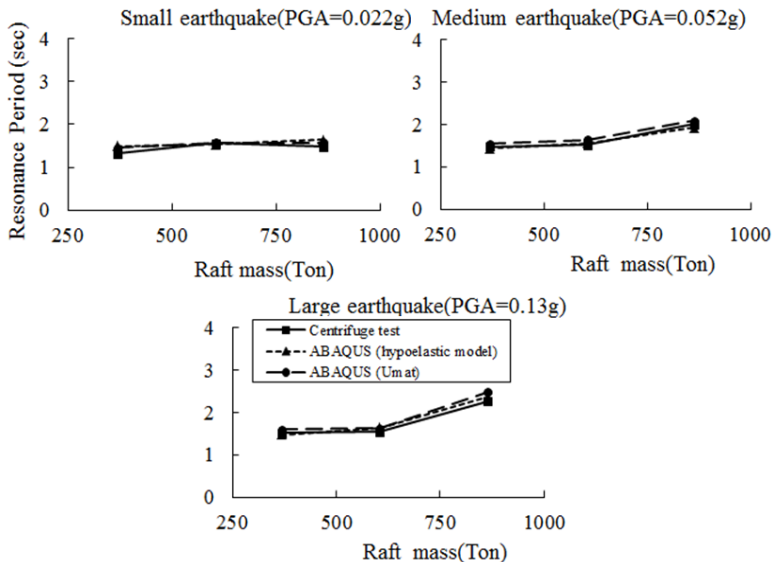 Small earthquake(PGA=0.022g)
Resonance Period (sec)
4
3
2
1
0
250 500 750 1000
Raft mass(Ton)
Medium earthquake(PGA=0.052g)
4
3
2
1
0
250 500 750 1000
Raft mass(Ton)
Large earthquake(PGA=0.13g)
Centrifuge test
ABAQUS (hypoelastic model)
ABAQUS (Umat)
4
3
2
1
0
250 500 750 1000
Raft mass(Ton)